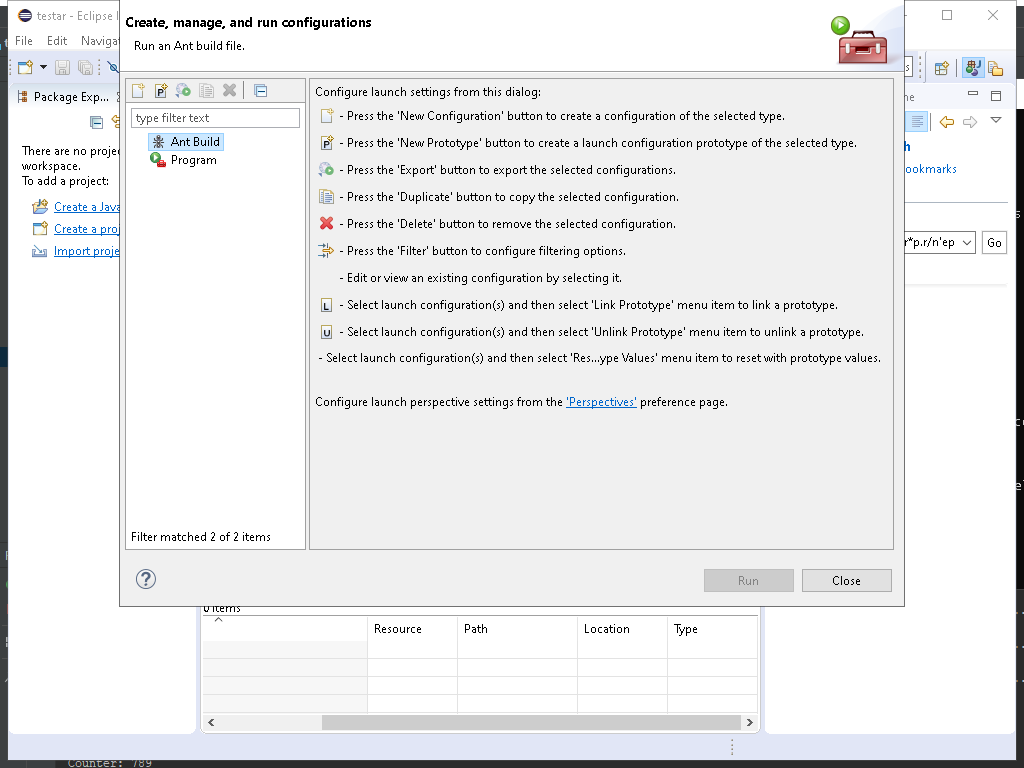 testar - Eclipse I
File Edit Navigat
Create, manage, and run configurations
Run an Ant build file.
Package Exp...
There are no proje
workspace.
To add a project:
Create a Java
Create a proj
Import proje
type filter text
Ant Build
Program
Filter matched 2 of 2 items
Configure launch settings from this dialog:
- Press the 'New Configuration' button to create a configuration of the selected type.
- Press the 'New Prototype' button to create a launch configuration prototype of the selected type.
- Press the 'Export' button to export the selected configurations.
- Press the 'Duplicate' button to copy the selected configuration.
- Press the 'Delete' button to remove the selected configuration.
- Press the 'Filter' button to configure filtering options.
- Edit or view an existing configuration by selecting it.
L - Select launch configuration(s) and then select 'Link Prototype' menu item to link a prototype.
U - Select launch configuration(s) and then select 'Unlink Prototype' menu item to unlink a prototype.
- Select launch configuration(s) and then select 'Res...ype Values' menu item to reset with prototype values.
Configure launch perspective settings from the 'Perspectives' preference page.
Run
Close
ne
h
ookmarks
r*p.r/n'ep
Go
0 items
Resource Path Location Type
Counter: 789